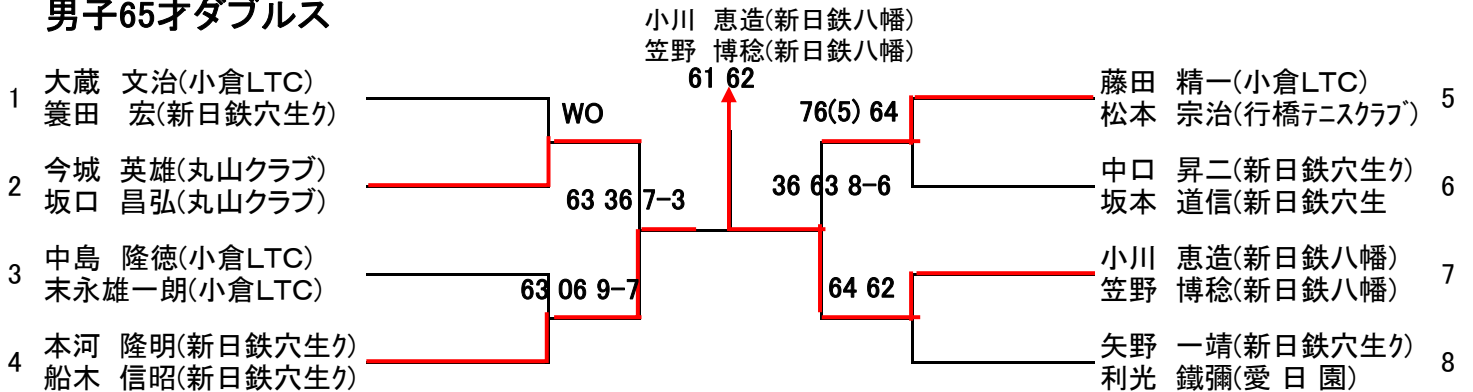 男子65才ダブルス
小川 恵造(新日鉄八幡)
笠野 博稔(新日鉄八幡)
61 62
1
大蔵 文治(小倉LTC)
簑田 宏(新日鉄穴生ク)
WO
2
今城 英雄(丸山クラブ)
坂口 昌弘(丸山クラブ)
63 36 7-3
3
中島 隆徳(小倉LTC)
末永雄一朗(小倉LTC)
63 06 9-7
4
本河 隆明(新日鉄穴生ク)
船木 信昭(新日鉄穴生ク)
76(5) 64
藤田 精一(小倉LTC)
松本 宗治(行橋テニスクラブ)
5
36 63 8-6
中口 昇二(新日鉄穴生ク)
坂本 道信(新日鉄穴生
6
小川 恵造(新日鉄八幡)
笠野 博稔(新日鉄八幡)
7
64 62
矢野 一靖(新日鉄穴生ク)
利光 鐵彌(愛 日 園)
8